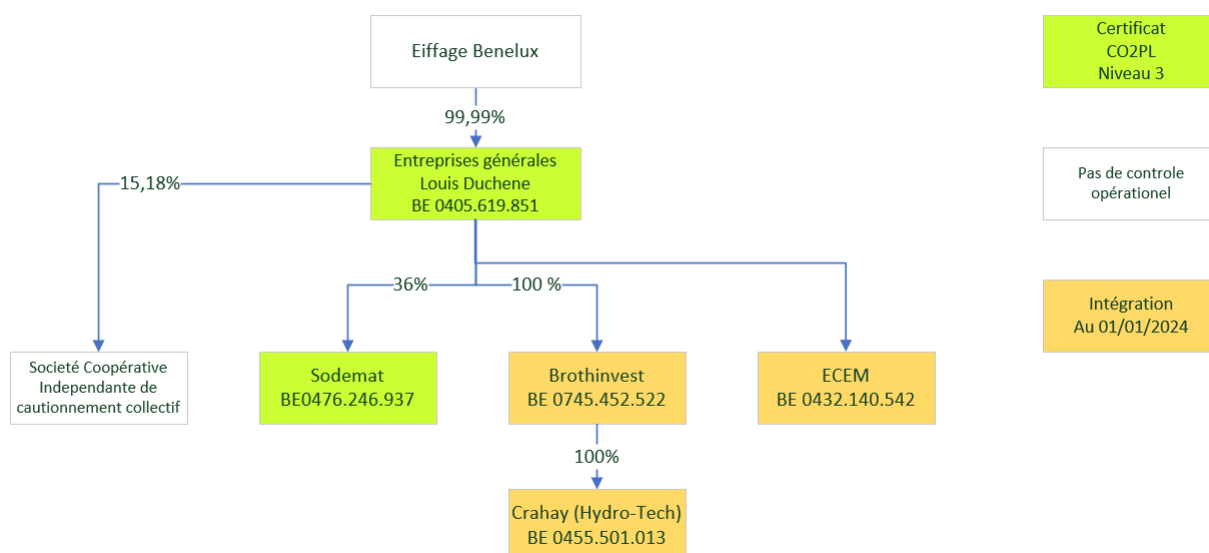 Eiffage Benelux
99,99%
Entreprises générales
Louis Duchene
BE 0405.619.851
15,18%
36%
100 %
Societé Coopérative
Independante de
cautionnement collectif
Sodemat
BE0476.246.937
Brothinvest
BE 0745.452.522
ECEM
BE 0432.140.542
100%
Crahay (Hydro-Tech)
BE 0455.501.013
Certificat
CO2PL
Niveau 3
Pas de controle
opérationel
Intégration
Au 01/01/2024